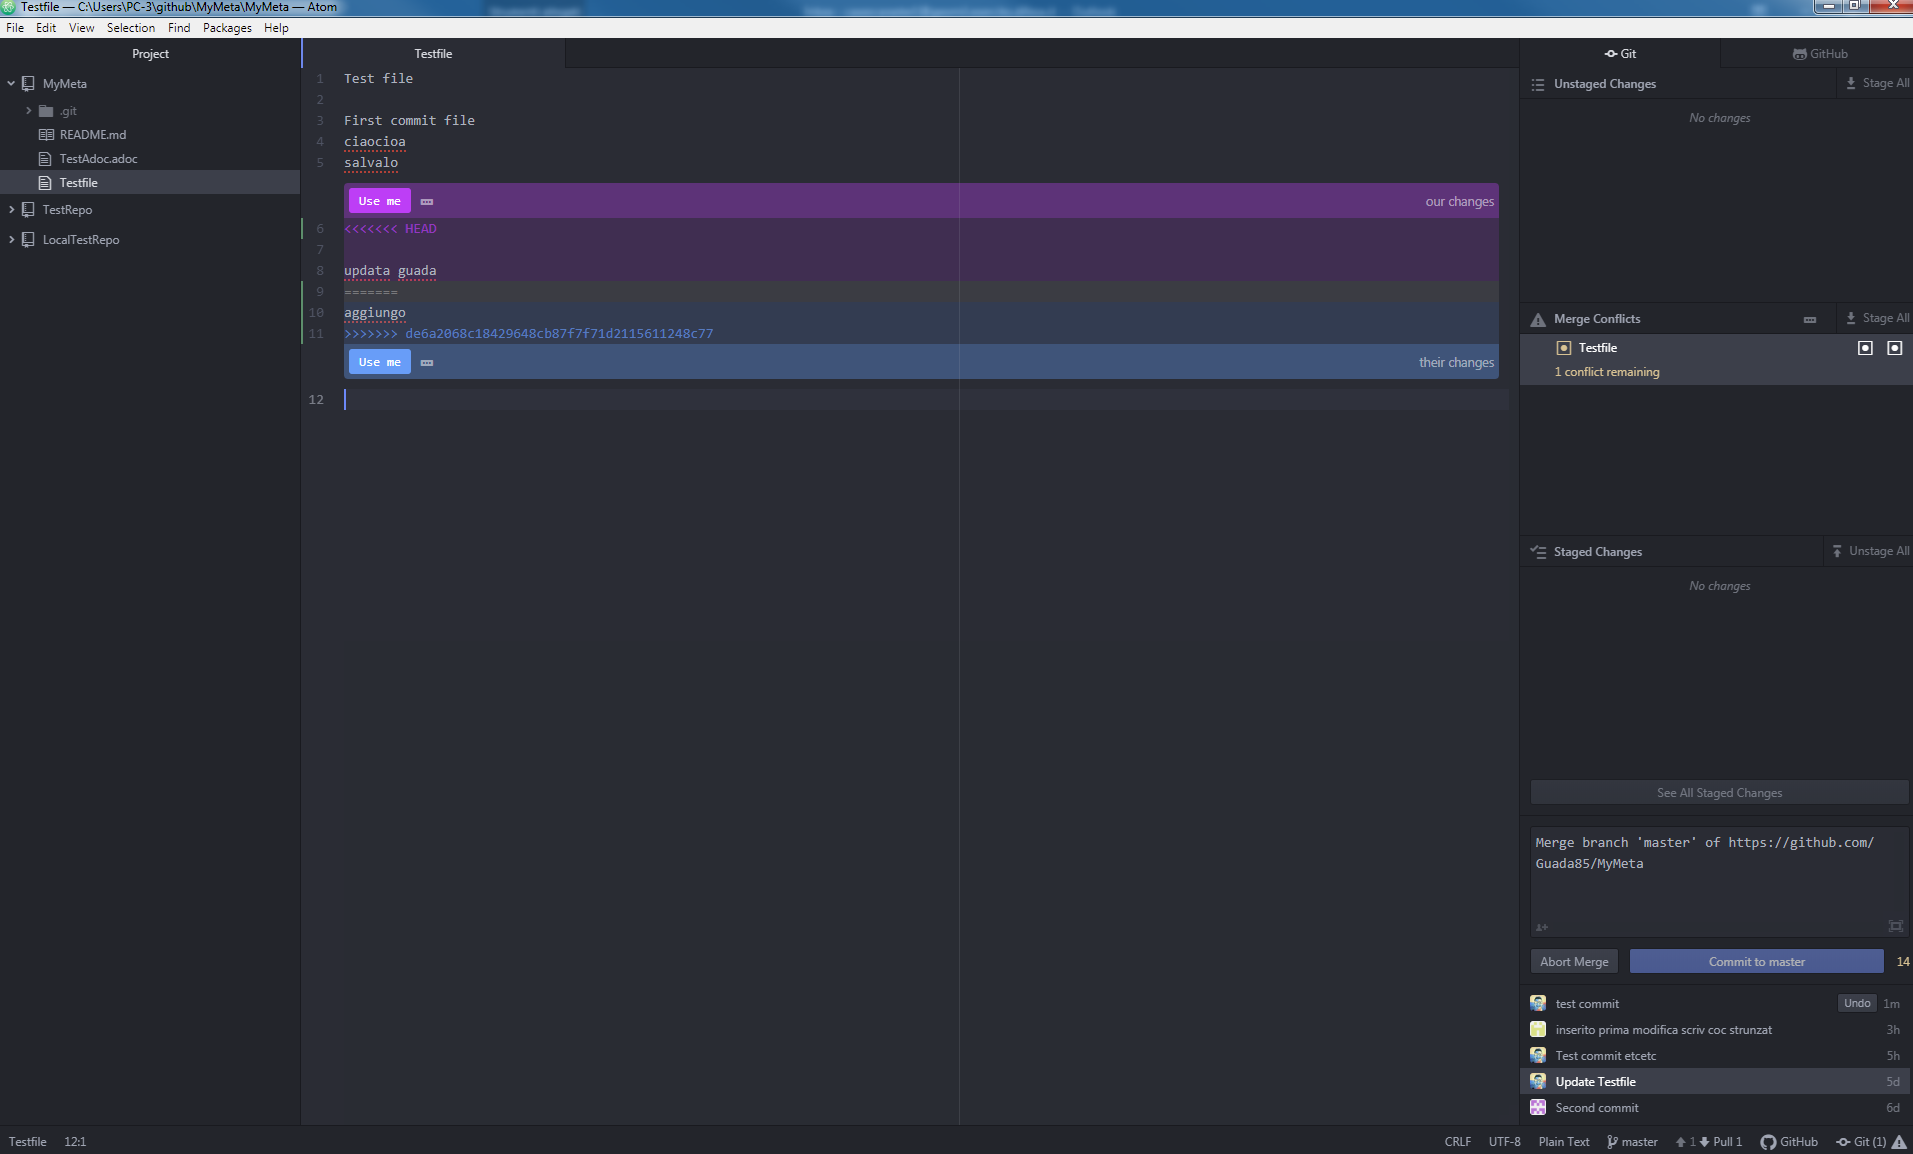 Testfile — C:\Users\PC-3\github\MyMeta\MyMeta — Atom
File Edit View Selection Find Packages Help
Project
MyMeta
.git
README.md
TestAdoc.adoc
Testfile
TestRepo
LocalTestRepo
Testfile
1 Test file
2
3 First commit file
4 ciaocioa
5 salvalo
Use me our changes
6 <<<<<<< HEAD
7
8 updata guada
9 =======
10 aggiungo
11 >>>>>>> de6a2068c18429648cb87f7f71d2115611248c77
Use me their changes
12
Git GitHub
Unstaged Changes Stage All
No changes
Merge Conflicts Stage All
Testfile
1 conflict remaining
Staged Changes Unstage All
No changes
See All Staged Changes
Merge branch 'master' of https://github.com/
Guada85/MyMeta
Abort Merge Commit to master 14
test commit Undo 1m
inserito prima modifica scriv coc strunzat 3h
Test commit etcetc 5h
Update Testfile 5d
Second commit 6d
Testfile 12:1 CRLF UTF-8 Plain Text master 1 Pull 1 GitHub Git (1)